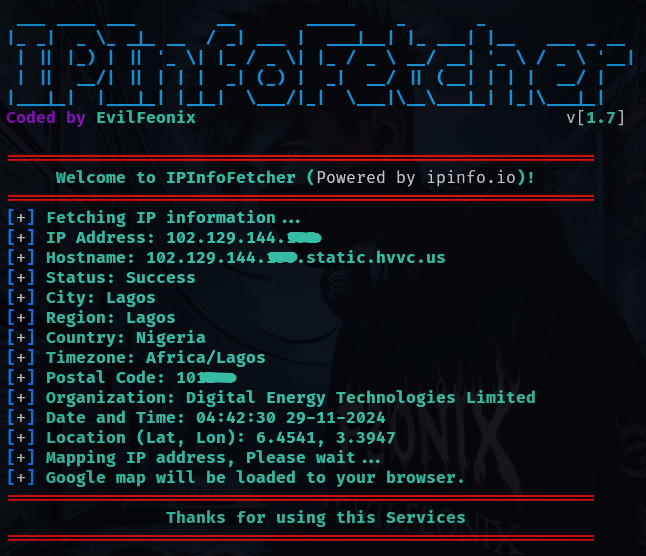 IPInfoFetcher
Coded by EvilFeonix v[1.7]
Welcome to IPInFoFetcher (Powered by ipinfo.io)!
[+] Fetching IP information...
[+] IP Address: 102.129.144.
[+] Hostname: 102.129.144. .static.hvvc.us
[+] Status: Success
[+] City: Lagos
[+] Region: Lagos
[+] Country: Nigeria
[+] Timezone: Africa/Lagos
[+] Postal Code: 101
[+] Organization: Digital Energy Technologies Limited
[+] Date and Time: 04:42:30 29-11-2024
[+] Location (Lat, Lon): 6.4541, 3.3947
[+] Mapping IP address, Please wait...
[+] Google map will be loaded to your browser.
Thanks for using this Services
FEONIX
EVILFEONIX